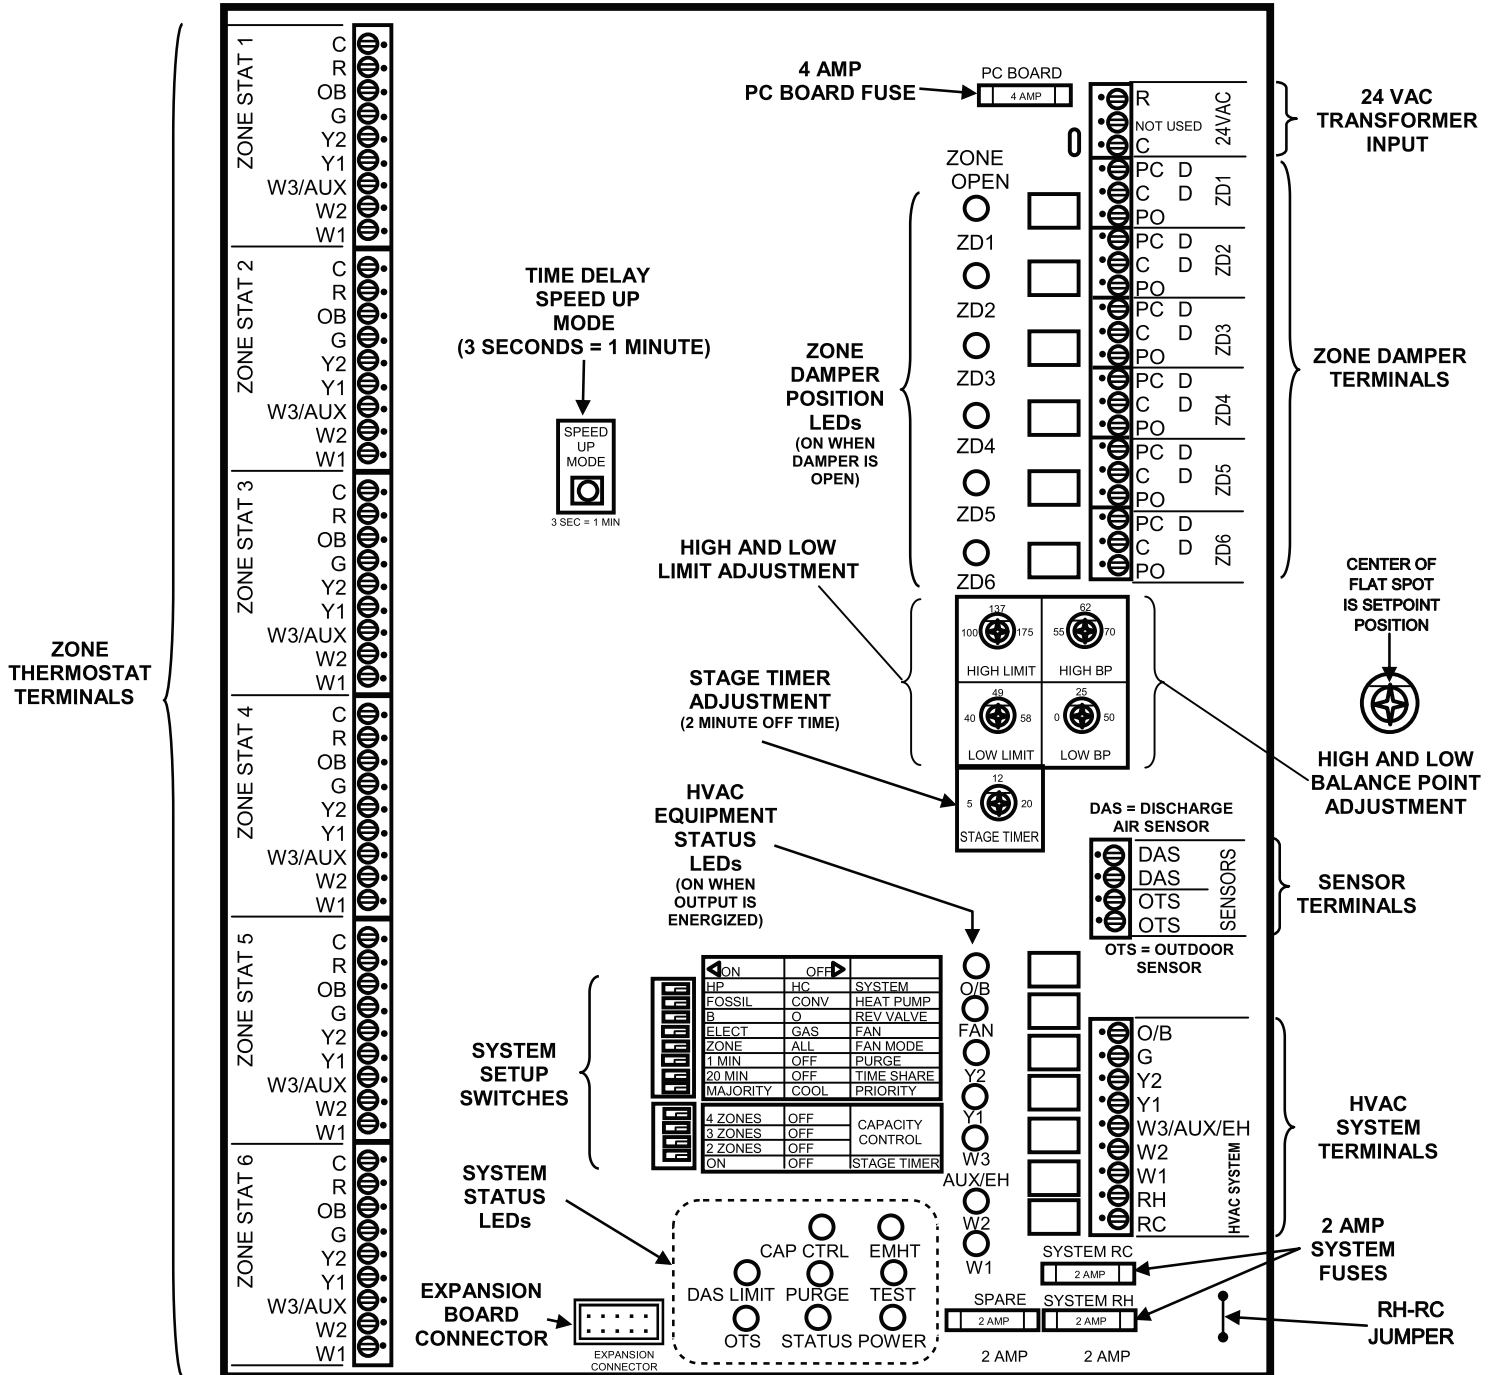 ZONE
THERMOSTAT
TERMINALS
ZONE STAT 1
C
R
OB
G
Y2
Y1
W3/AUX
W2
W1
ZONE STAT 2
C
R
OB
G
Y2
Y1
W3/AUX
W2
W1
ZONE STAT 3
C
R
OB
G
Y2
Y1
W3/AUX
W2
W1
ZONE STAT 4
C
R
OB
G
Y2
Y1
W3/AUX
W2
W1
ZONE STAT 5
C
R
OB
G
Y2
Y1
W3/AUX
W2
W1
ZONE STAT 6
C
R
OB
G
Y2
Y1
W3/AUX
W2
W1
TIME DELAY
SPEED UP
MODE
(3 SECONDS = 1 MINUTE)
SPEED
UP
MODE
3 SEC = 1 MIN
4 AMP
PC BOARD FUSE
PC BOARD
4 AMP
R
NOT USED
C
24VAC
24 VAC
TRANSFORMER
INPUT
ZONE
OPEN
ZD1
ZD2
ZD3
ZD4
ZD5
ZD6
ZONE
DAMPER
POSITION
LEDs
(ON WHEN
DAMPER IS
OPEN)
PC D
C D
PO
ZD1
PC D
C D
PO
ZD2
PC D
C D
PO
ZD3
PC D
C D
PO
ZD4
PC D
C D
PO
ZD5
PC D
C D
PO
ZD6
ZONE DAMPER
TERMINALS
HIGH AND LOW
LIMIT ADJUSTMENT
137
100
175
HIGH LIMIT
62
55
70
HIGH BP
49
40
58
LOW LIMIT
25
0
50
LOW BP
CENTER OF
FLAT SPOT
IS SETPOINT
POSITION
HIGH AND LOW
BALANCE POINT
ADJUSTMENT
STAGE TIMER
ADJUSTMENT
(2 MINUTE OFF TIME)
12
5
20
STAGE TIMER
DAS = DISCHARGE
AIR SENSOR
DAS
DAS
OTS
OTS
SENSORS
OTS = OUTDOOR
SENSOR
SENSOR
TERMINALS
HVAC
EQUIPMENT
STATUS
LEDs
(ON WHEN
OUTPUT IS
ENERGIZED)
O/B
FAN
Y2
Y1
W3
AUX/EH
W2
W1
SYSTEM
SETUP
SWITCHES
ON OFF
HP HC SYSTEM
FOSSIL CONV HEAT PUMP
B O REV VALVE
ELECT GAS FAN
ZONE ALL FAN MODE
1 MIN OFF PURGE
20 MIN OFF TIME SHARE
MAJORITY COOL PRIORITY
4 ZONES OFF
3 ZONES OFF
2 ZONES OFF
CAPACITY
CONTROL
ON OFF STAGE TIMER
O/B
G
Y2
Y1
W3/AUX/EH
W2
W1
RH
RC
HVAC SYSTEM
HVAC
SYSTEM
TERMINALS
SYSTEM
STATUS
LEDs
CAP CTRL EMHT
DAS LIMIT PURGE TEST
OTS STATUS POWER
EXPANSION
BOARD
CONNECTOR
EXPANSION
CONNECTOR
SYSTEM RC
2 AMP
SPARE
2 AMP
2 AMP
SYSTEM RH
2 AMP
2 AMP
2 AMP
SYSTEM
FUSES
RH-RC
JUMPER